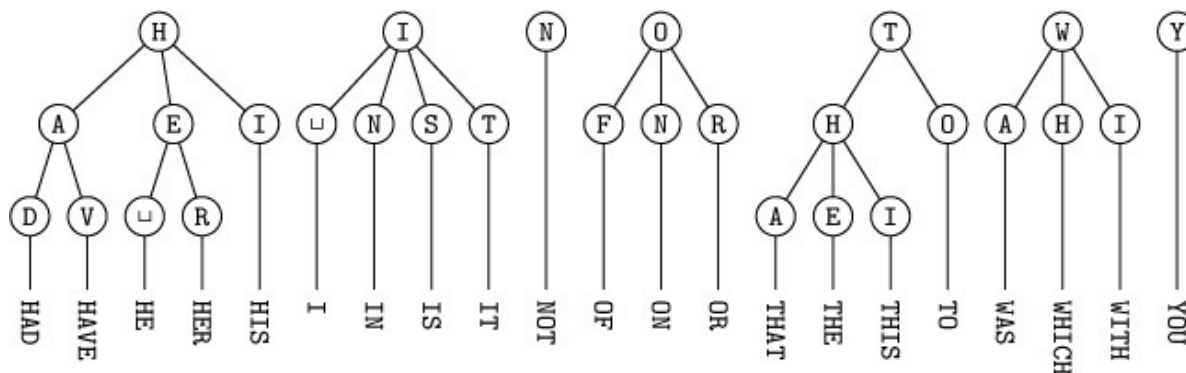 H I N O T W Y
A E I ␣ N S T F N R H O A H I
D V ␣ R A E I
HAD HAVE HE HER HIS I IN IS IT NOT OF ON OR THAT THE THIS TO WAS WHICH WITH YOU